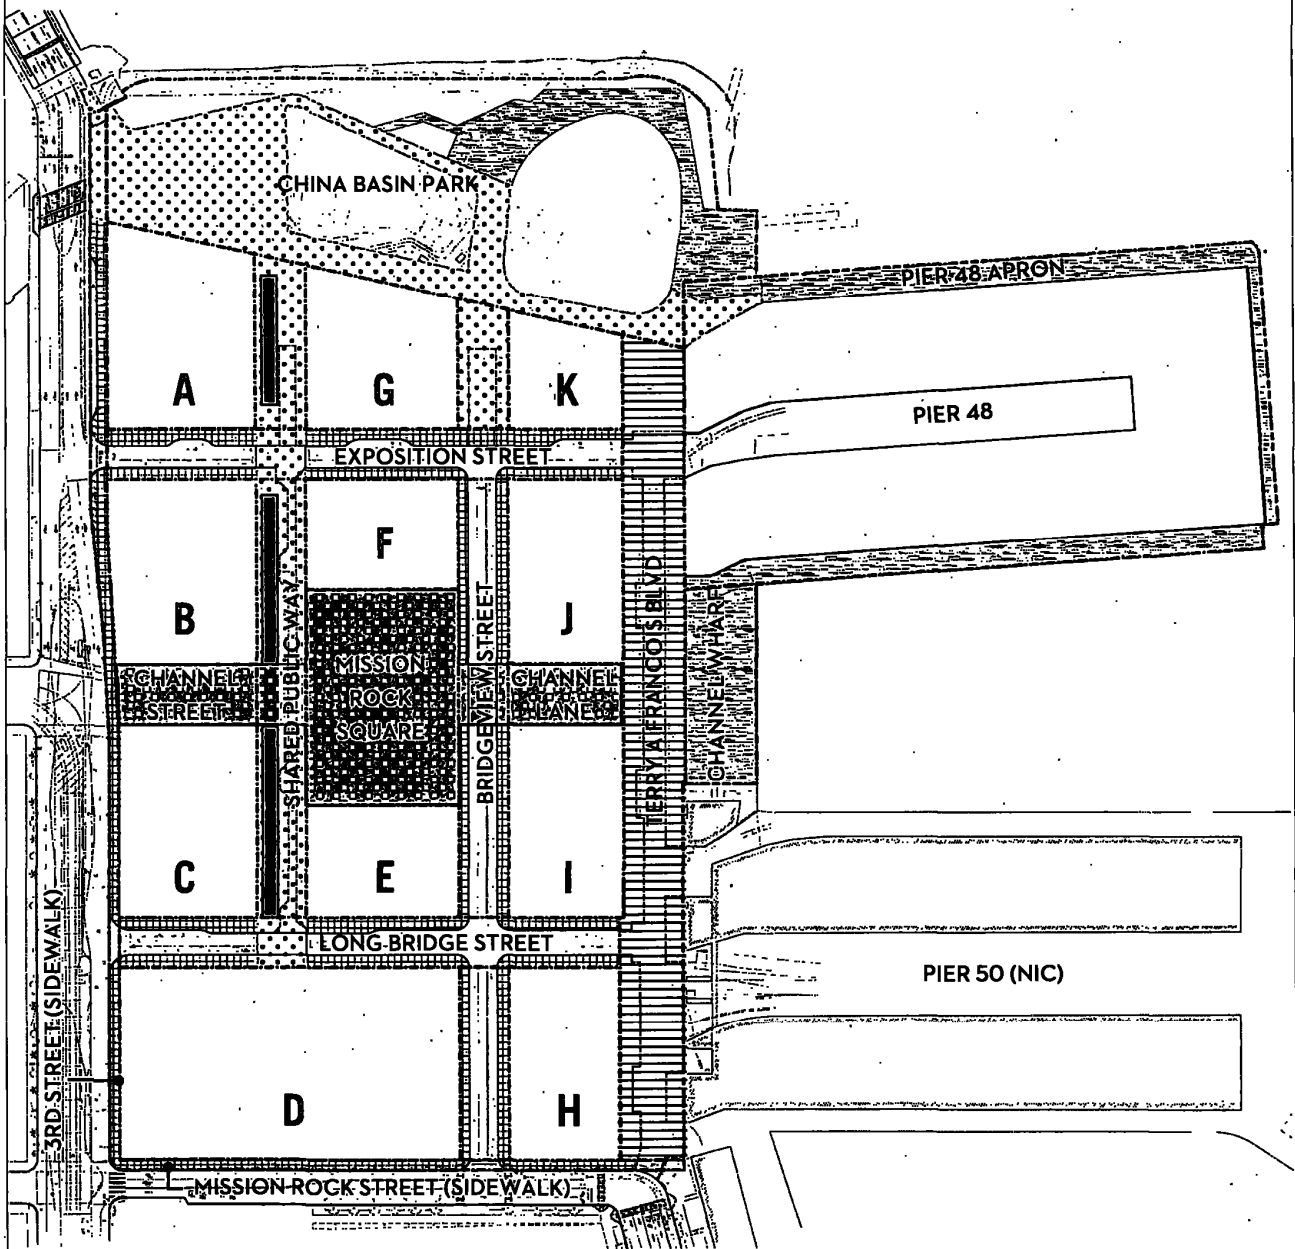 CHINA BASIN PARK
PIER 48 APRON
A
G
K
PIER 48
EXPOSITION STREET
F
B
J
SHARED PUBLIC WAY
MISSION
ROCK
SQUARE
BRIDGEVIEW STREET
CHANNEL
STREET
CHANNEL
LANE
TERRY A FRANCOIS BLVD
CHANNEL WHARF
C
E
I
LONG BRIDGE STREET
PIER 50 (NIC)
3RD STREET (SIDEWALK)
D
H
MISSION ROCK STREET (SIDEWALK)